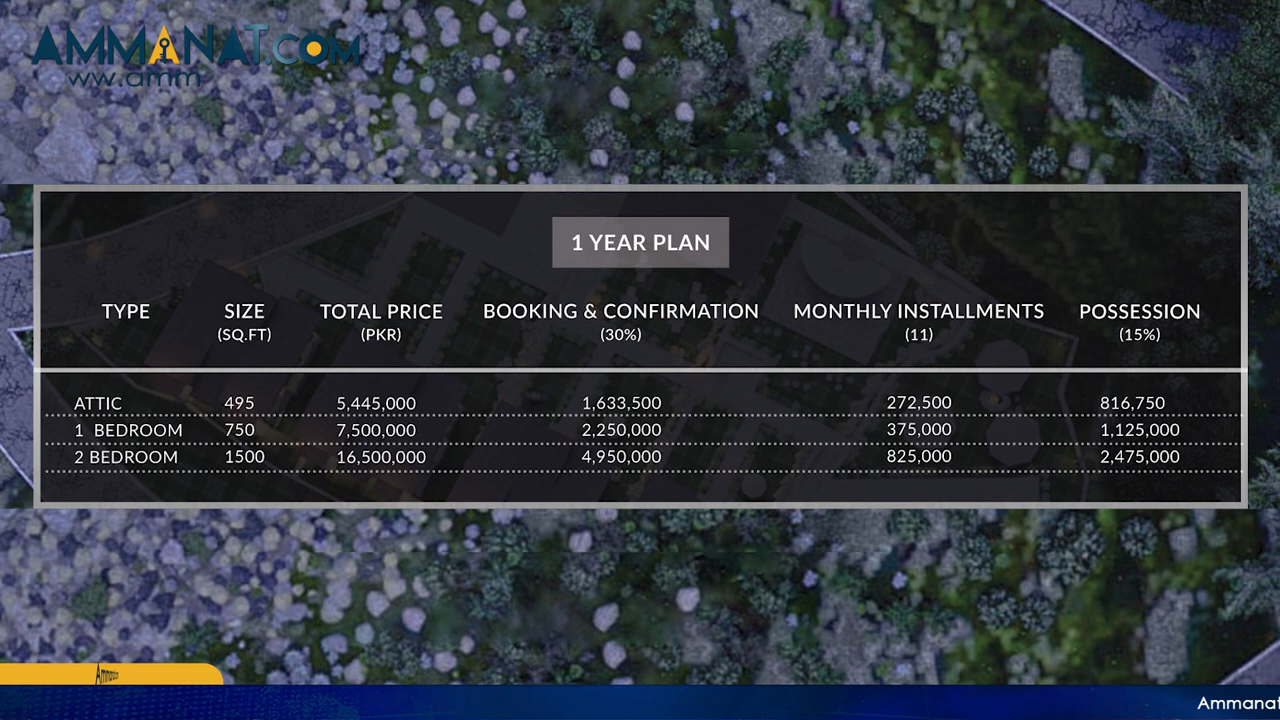 AMMANAT.COM
ww.amm
1 YEAR PLAN
TYPE SIZE TOTAL PRICE BOOKING & CONFIRMATION MONTHLY INSTALLMENTS POSSESSION
(SQ.FT) (PKR) (30%) (11) (15%)
ATTIC 495 5,445,000 1,633,500 272,500 816,750
1 BEDROOM 750 7,500,000 2,250,000 375,000 1,125,000
2 BEDROOM 1500 16,500,000 4,950,000 825,000 2,475,000
Ammanat